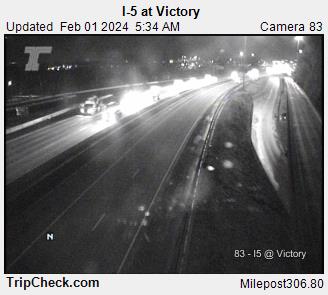 I-5 at Victory
Updated  Feb 01 2024  5:34 AM
Camera 83
T
N
83 - I5 @ Victory
TripCheck.com
Milepost306.80